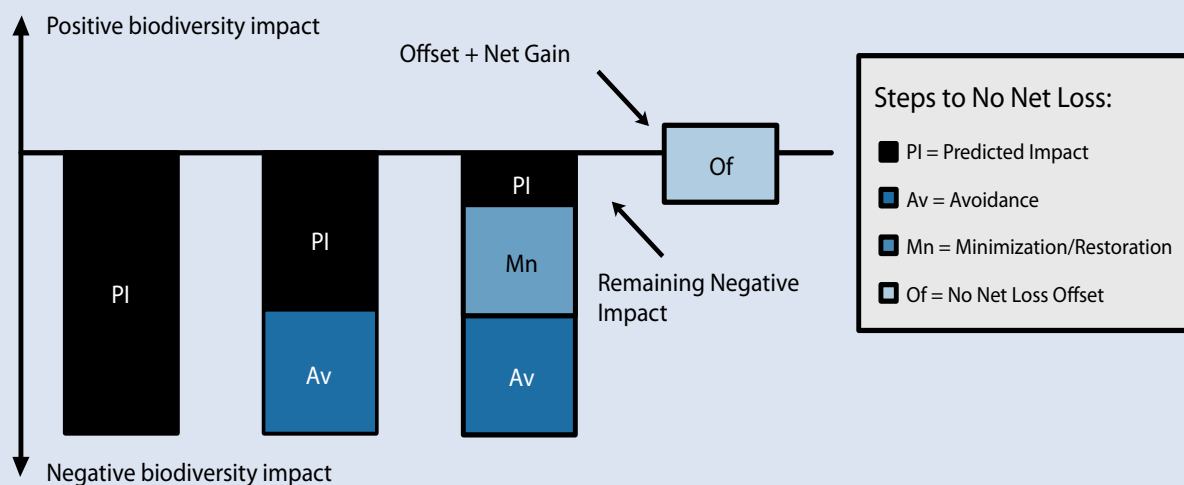 Positive biodiversity impact
Offset + Net Gain
PI
PI
Av
PI
Mn
Av
Of
Remaining Negative
Impact
Negative biodiversity impact
Steps to No Net Loss:
PI = Predicted Impact
Av = Avoidance
Mn = Minimization/Restoration
Of = No Net Loss Offset